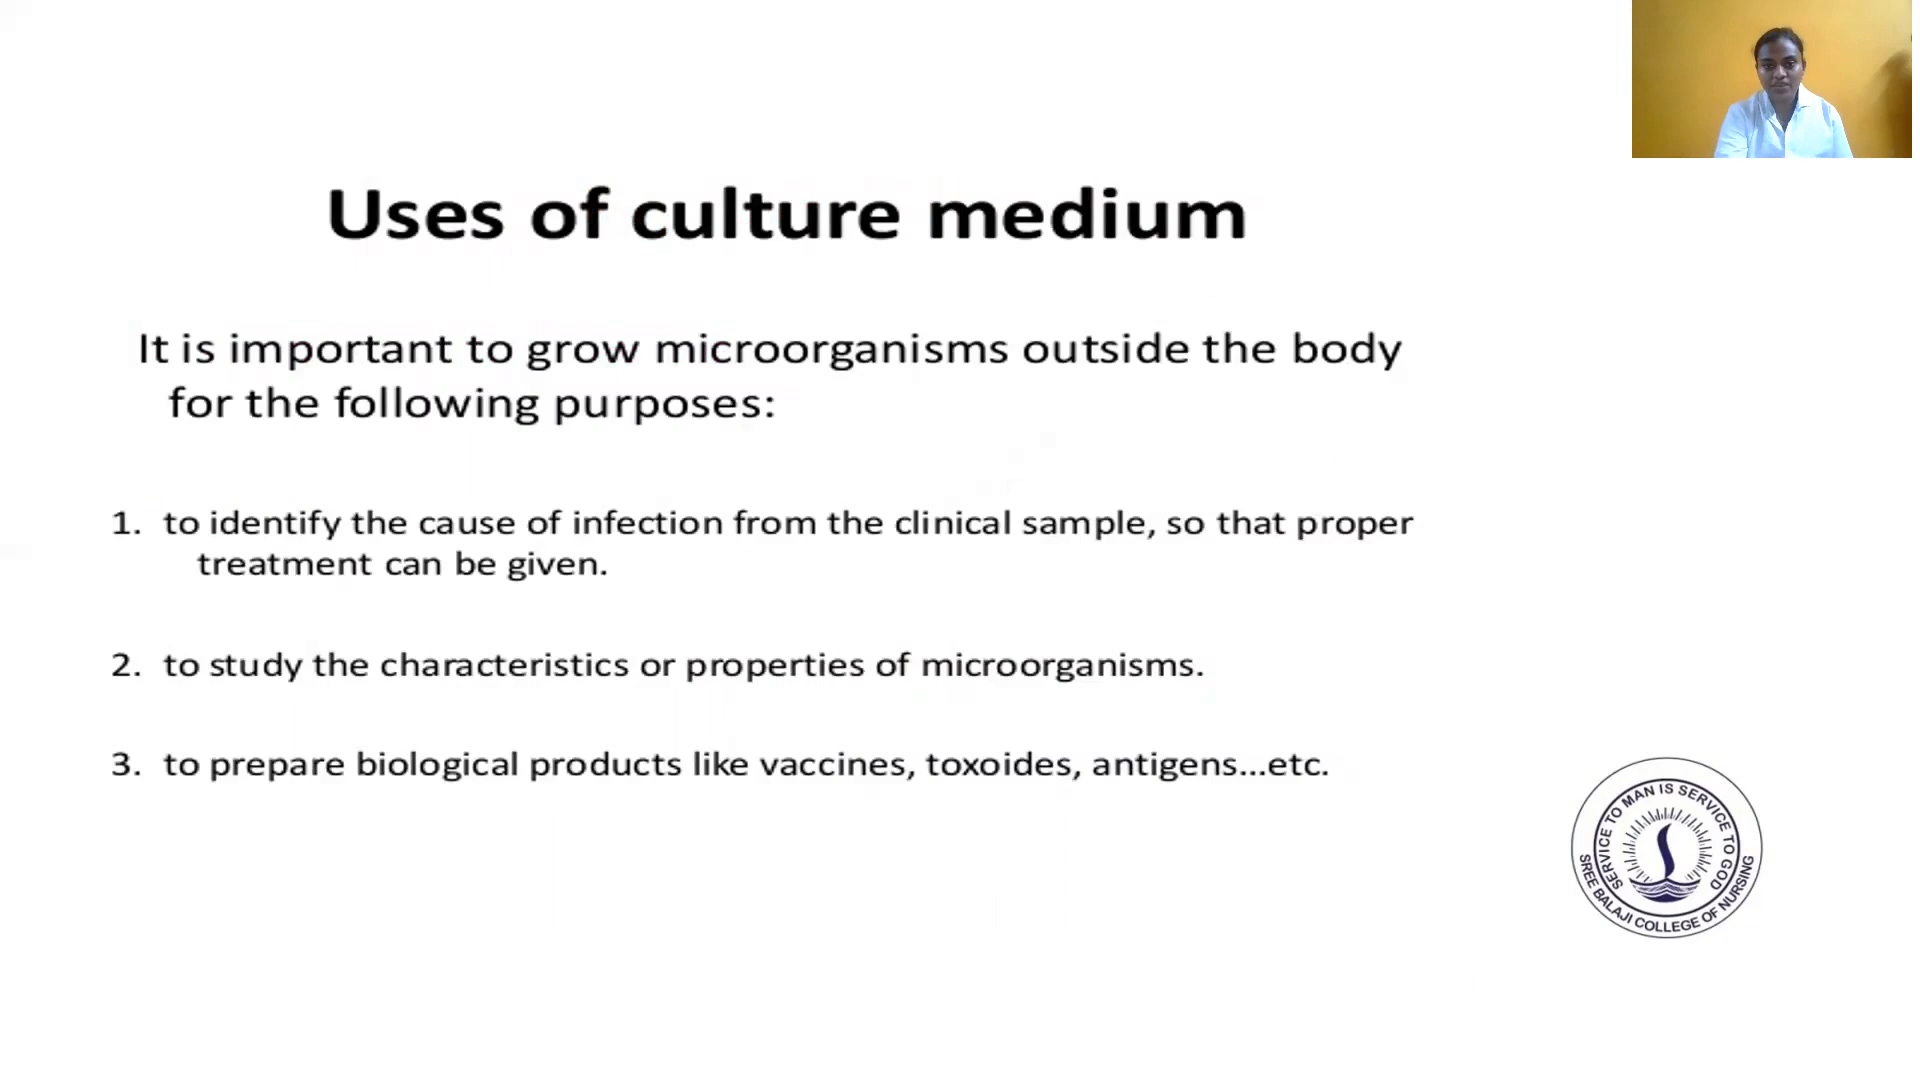 Uses of culture medium
It is important to grow microorganisms outside the body
for the following purposes:
1. to identify the cause of infection from the clinical sample, so that proper
treatment can be given.
2. to study the characteristics or properties of microorganisms.
3. to prepare biological products like vaccines, toxoides, antigens...etc.
SERVICE TO MAN IS SERVICE TO GOD
SREE BALAJI COLLEGE OF NURSING